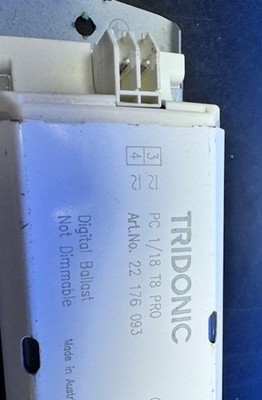 TRIDONIC
PC 1/18 T8 PRO
Art.No. 22 176 093
3
4
Digital Ballast
Not Dimmable
Made in